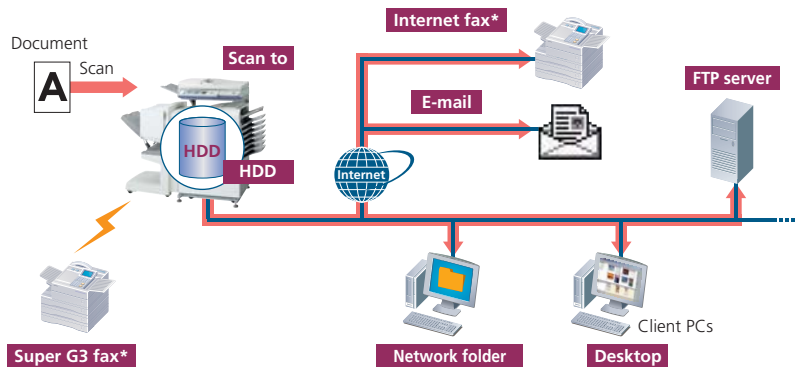 Internet fax*
Document
Scan to
Scan
A
FTP server
E-mail
HDD
HDD
Internet
Client PCs
Super G3 fax*
Network folder
Desktop